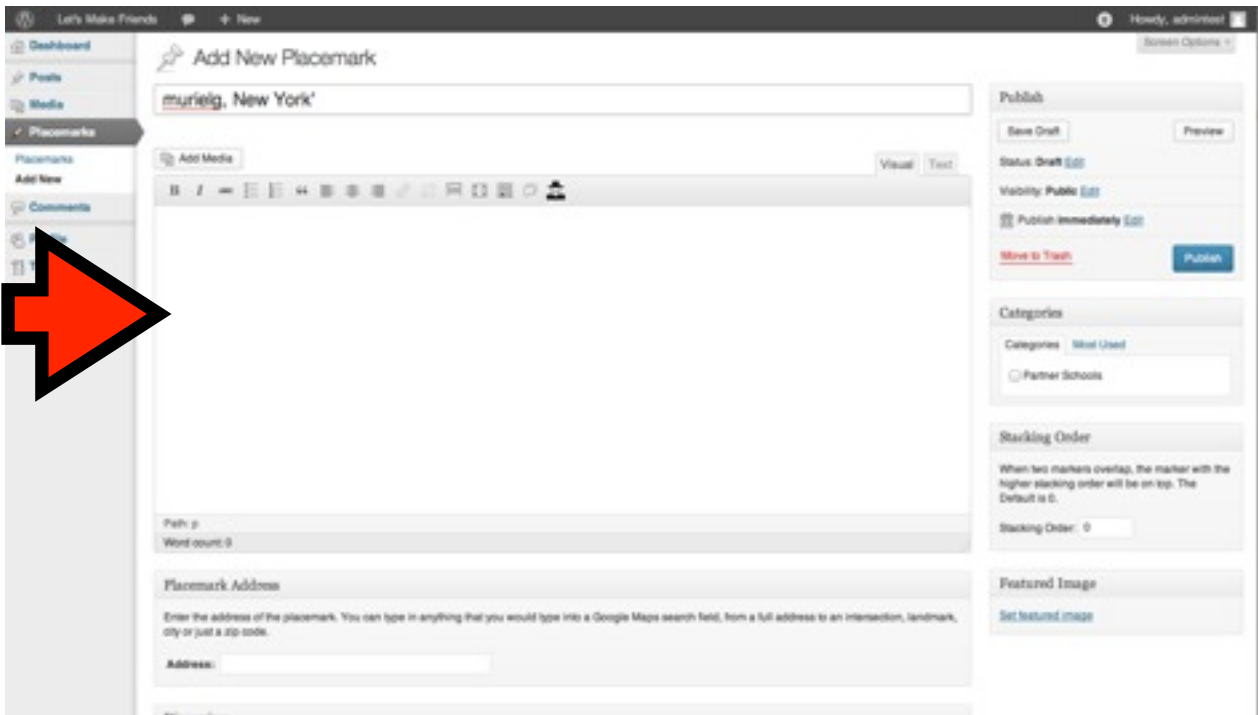 Let's Make Friends + New Howdy, admintest
Screen Options
Dashboard
Posts
Media
Placemarks
Placemarks
Add New
Comments
Add New Placemark
murielg, New York'
Add Media
Visual Text
B I
Path: p
Word count: 0
Placemark Address
Enter the address of the placemark. You can type in anything that you would type into a Google Maps search field, from a full address to an intersection, landmark,
city or just a zip code.
Address:
Publish
Save Draft Preview
Status: Draft Edit
Visibility: Public Edit
Publish immediately Edit
Move to Trash Publish
Categories
Categories Most Used
Partner Schools
Stacking Order
When two markers overlap, the marker with the
higher stacking order will be on top. The
Default is 0.
Stacking Order: 0
Featured Image
Set featured image